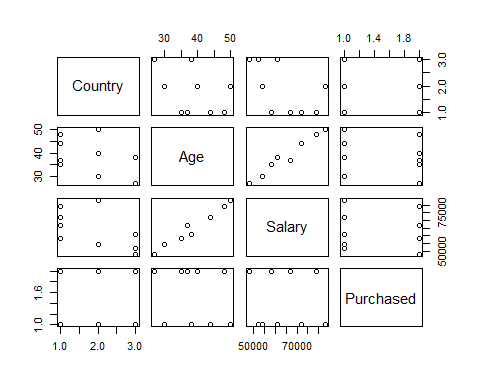 30 40 50 1.0 1.4 1.8
Country 1.0 2.0 3.0
30 40 50 Age
Salary 50000 75000
1.0 1.6 Purchased
1.0 2.0 3.0 50000 70000